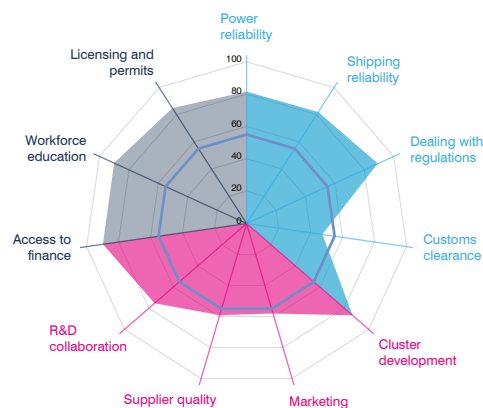 Power
reliability
Shipping
reliability
Dealing with
regulations
Customs
clearance
Cluster
development
Marketing
Supplier quality
R&D
collaboration
Access to
finance
Workforce
education
Licensing and
permits
100
80
60
40
20
0